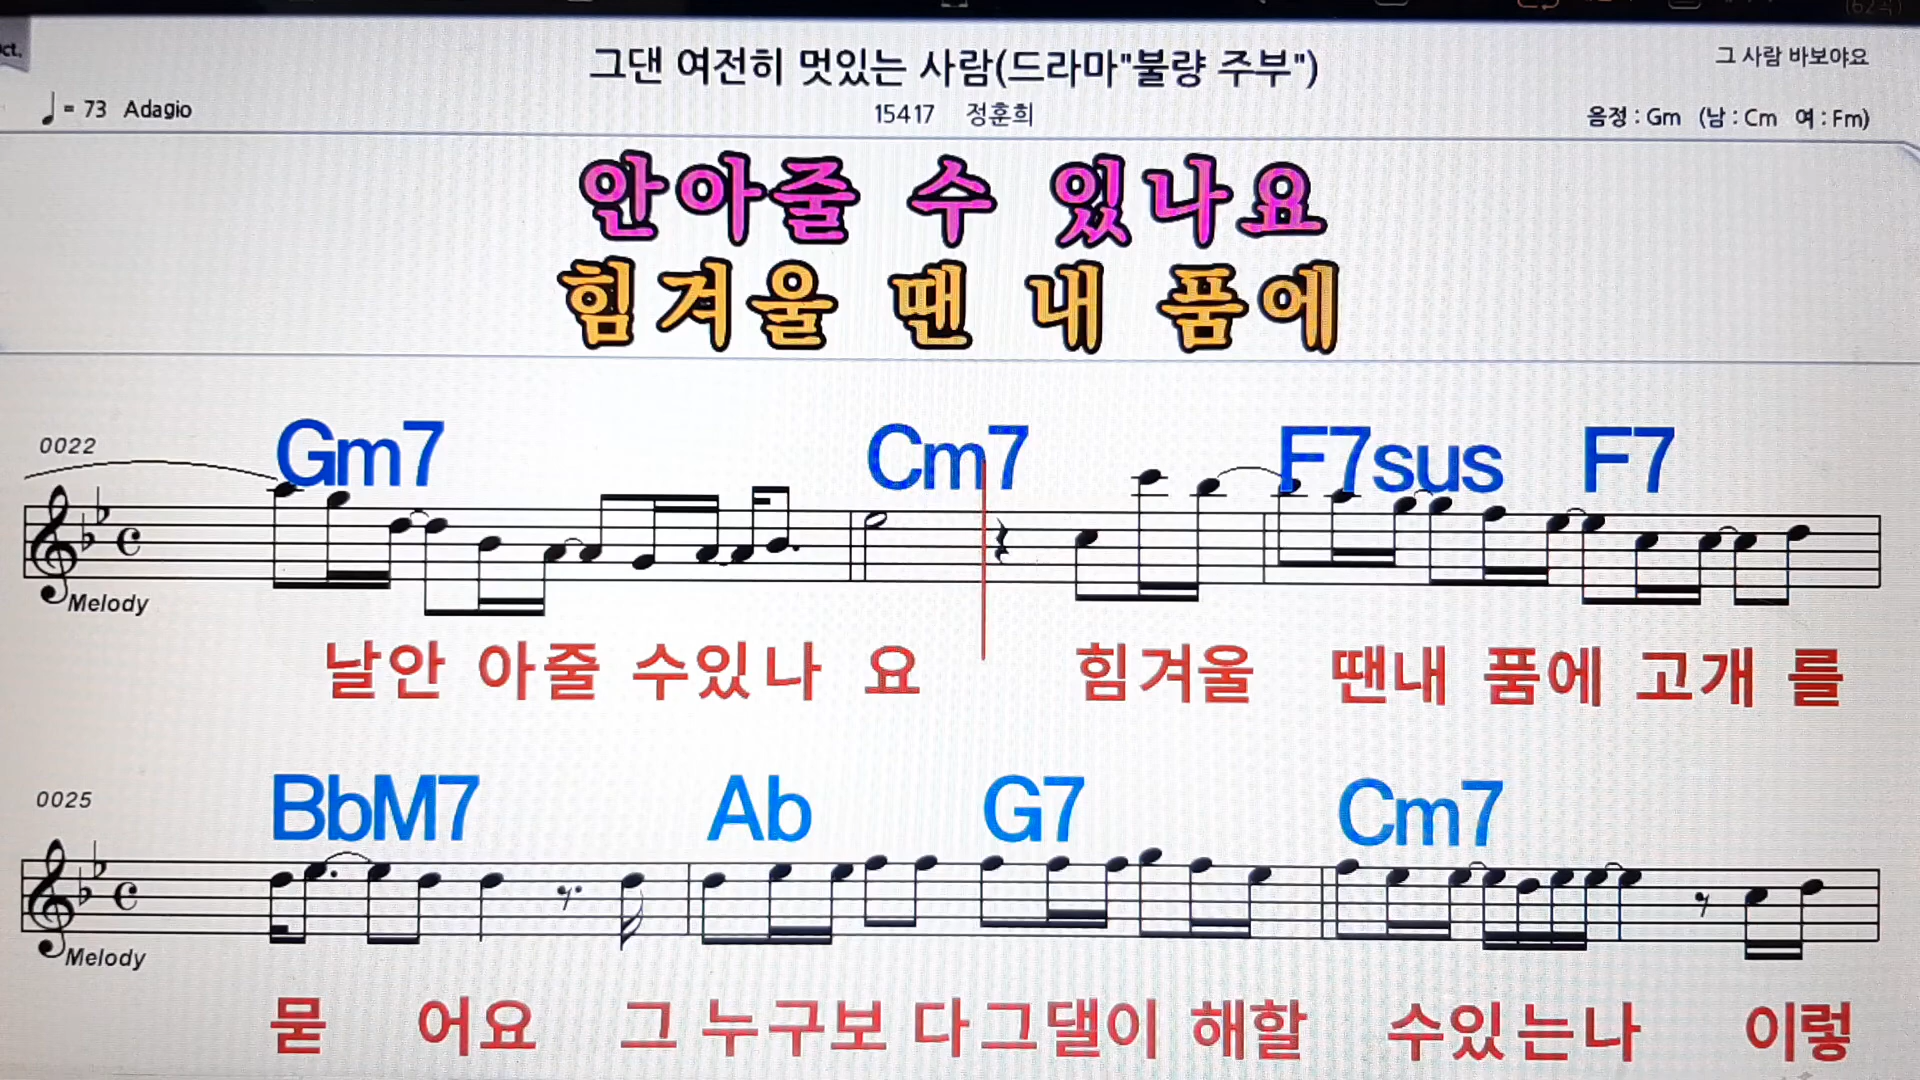 그댄 여전히 멋있는 사람(드라마"불량 주부")
그 사람 바보야요
♩= 73 Adagio
15417 정훈희
음정 : Gm (남 : Cm 여 : Fm)
안아줄 수 있나요
힘겨울 땐 내 품에
0022 Gm7 Cm7 F7sus F7
Melody
날안 아줄 수있나 요 힘겨울 땐내 품에 고개 를
0025 BbM7 Ab G7 Cm7
Melody
묻 어요 그 누구보 다그댈이 해할 수있는나 이렇